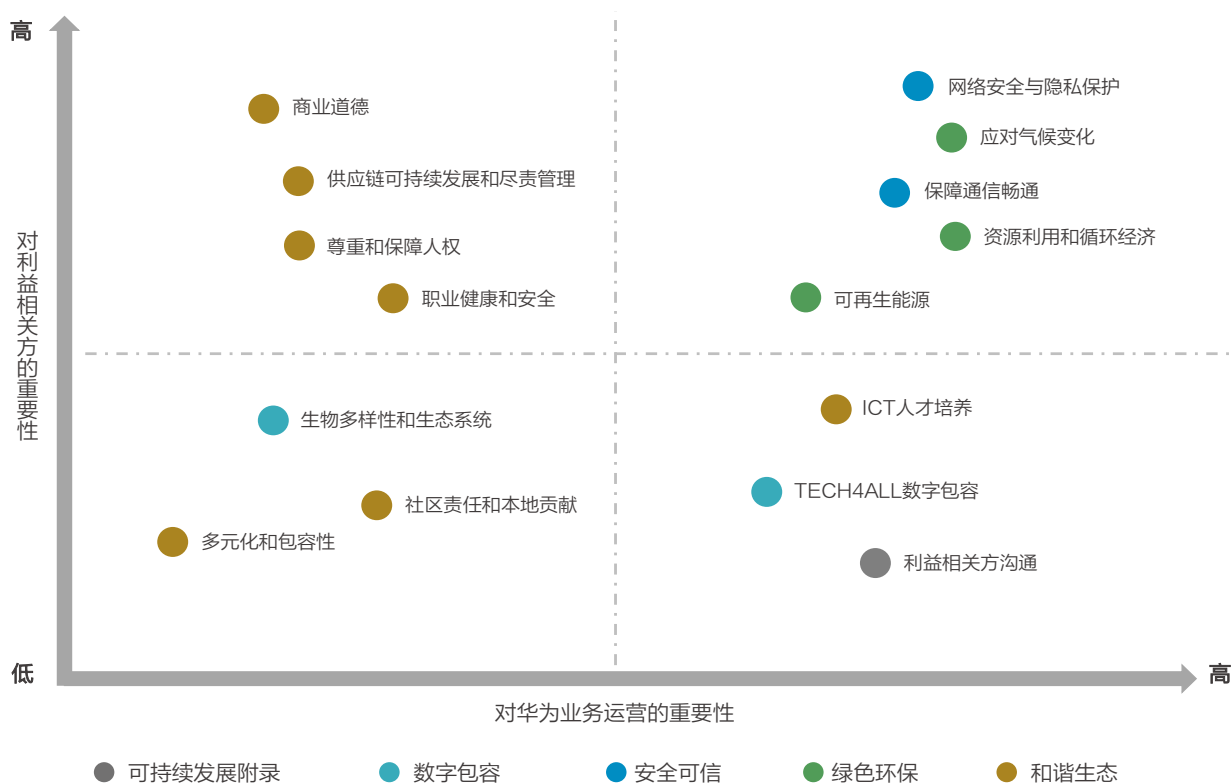 高
商业道德
网络安全与隐私保护
应对气候变化
供应链可持续发展和尽责管理
保障通信畅通
尊重和保障人权
资源利用和循环经济
职业健康和安全
可再生能源
对利益相关方的重要性
生物多样性和生态系统
ICT人才培养
社区责任和本地贡献
TECH4ALL数字包容
多元化和包容性
利益相关方沟通
低
高
对华为业务运营的重要性
可持续发展附录
数字包容
安全可信
绿色环保
和谐生态